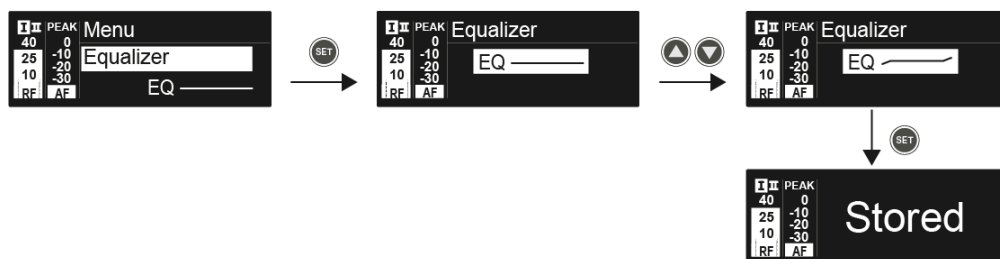 I II PEAK Menu
40 0
25 -10 Equalizer
10 -20
-30
RF AF EQ
SET
I II PEAK Equalizer
40 0
25 -10 EQ
10 -20
-30
RF AF
I II PEAK Equalizer
40 0
25 -10 EQ
10 -20
-30
RF AF
SET
I II PEAK
40 0
25 -10 Stored
10 -20
-30
RF AF